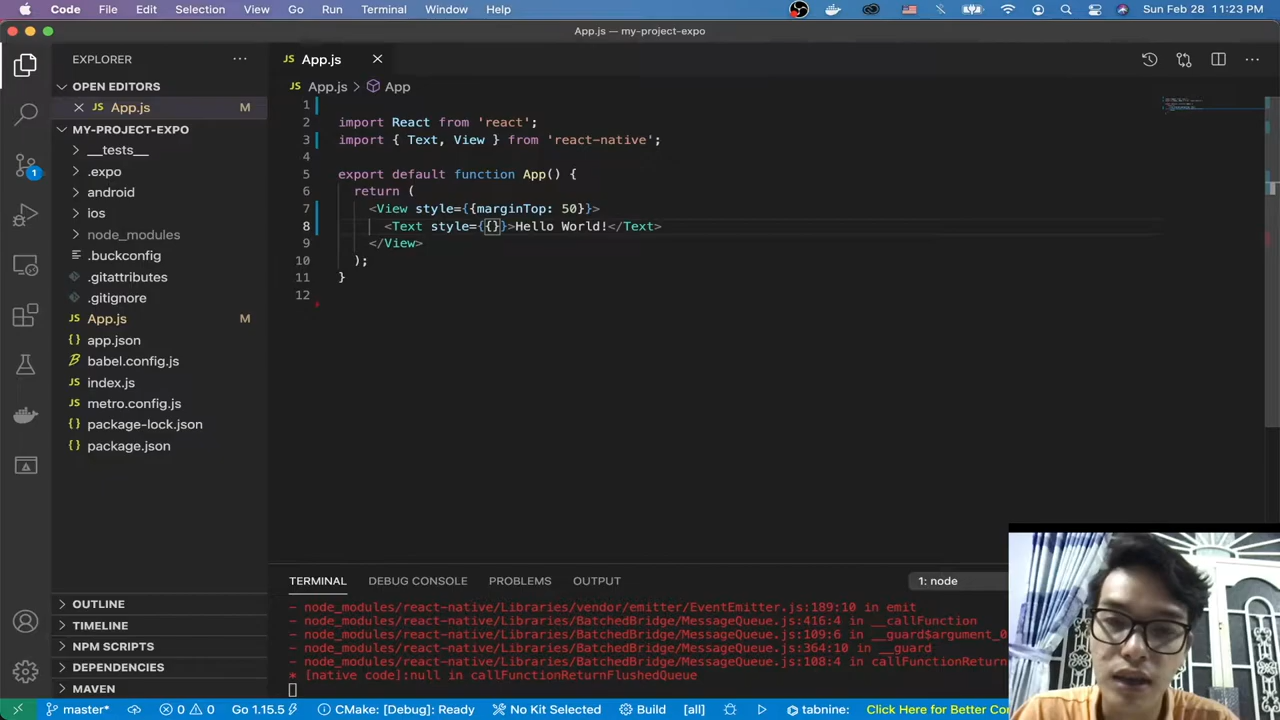 Code File Edit Selection View Go Run Terminal Window Help Sun Feb 28 11:23 PM
App.js — my-project-expo
EXPLORER
OPEN EDITORS
JS App.js M
MY-PROJECT-EXPO
__tests__
.expo
android
ios
node_modules
.buckconfig
.gitattributes
.gitignore
JS App.js M
{} app.json
babel.config.js
JS index.js
JS metro.config.js
{} package-lock.json
{} package.json
OUTLINE
TIMELINE
NPM SCRIPTS
DEPENDENCIES
MAVEN
1
JS App.js
JS App.js > App
1
2 import React from 'react';
3 import { Text, View } from 'react-native';
4
5 export default function App() {
6 return (
7 <View style={{marginTop: 50}}>
8 <Text style={{}}>Hello World!</Text>
9 </View>
10 );
11 }
12
TERMINAL DEBUG CONSOLE PROBLEMS OUTPUT 1: node
- node_modules/react-native/Libraries/vendor/emitter/EventEmitter.js:189:10 in emit
- node_modules/react-native/Libraries/BatchedBridge/MessageQueue.js:416:4 in __callFunction
- node_modules/react-native/Libraries/BatchedBridge/MessageQueue.js:109:6 in __guard$argument_0
- node_modules/react-native/Libraries/BatchedBridge/MessageQueue.js:364:10 in __guard
- node_modules/react-native/Libraries/BatchedBridge/MessageQueue.js:108:4 in callFunctionReturn
* [native code]:null in callFunctionReturnFlushedQueue
master* 0 0 Go 1.15.5 CMake: [Debug]: Ready No Kit Selected Build [all] tabnine: Click Here for Better Co